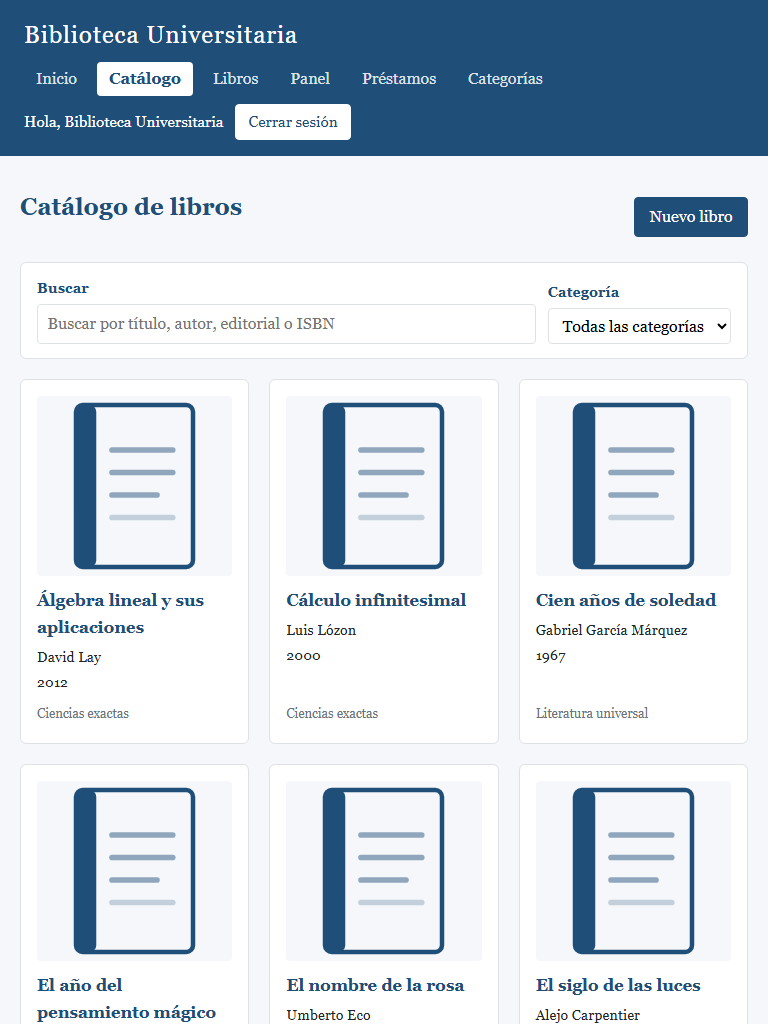 Biblioteca Universitaria
Inicio
Catálogo
Libros
Panel
Préstamos
Categorías
Hola, Biblioteca Universitaria
Cerrar sesión
Catálogo de libros
Nuevo libro
Buscar
Buscar por título, autor, editorial o ISBN
Categoría
Todas las categorías
Álgebra lineal y sus
aplicaciones
David Lay
2012
Ciencias exactas
Cálculo infinitesimal
Luis Lózon
2000
Ciencias exactas
Cien años de soledad
Gabriel García Márquez
1967
Literatura universal
El año del
pensamiento mágico
El nombre de la rosa
Umberto Eco
El siglo de las luces
Alejo Carpentier